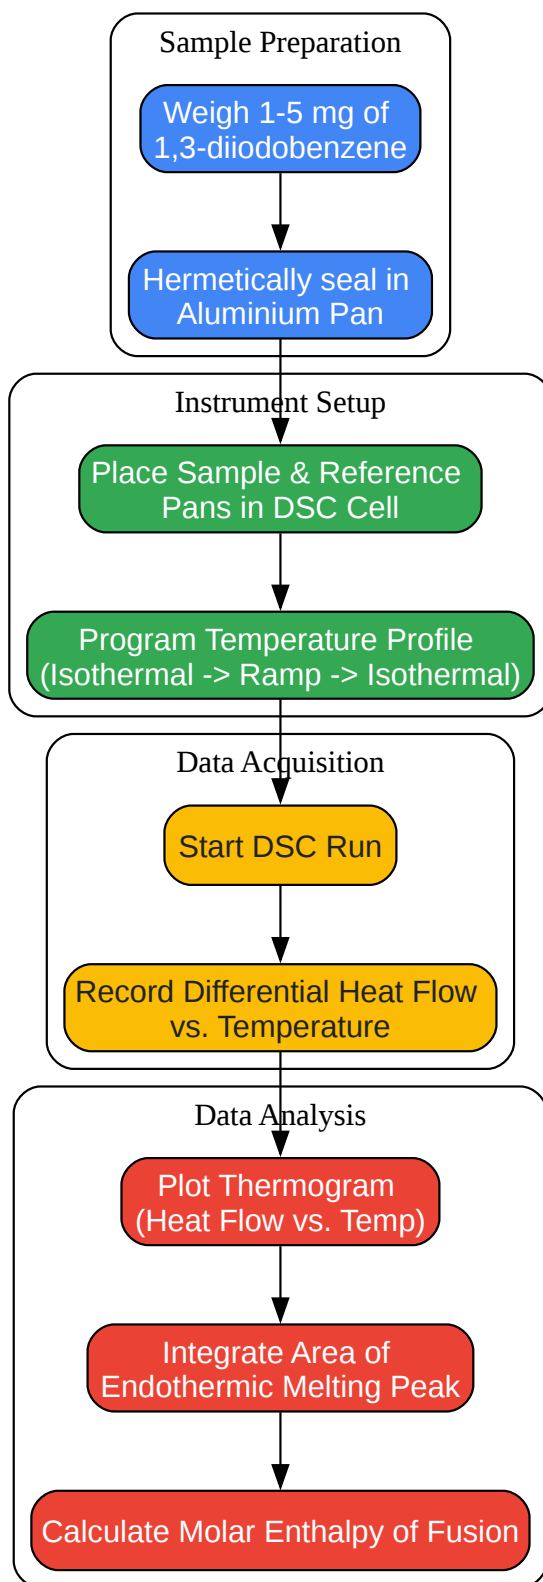 Sample Preparation
Weigh 1-5 mg of
1,3-diiodobenzene
Hermetically seal in
Aluminium Pan
Instrument Setup
Place Sample & Reference
Pans in DSC Cell
Program Temperature Profile
(Isothermal -> Ramp -> Isothermal)
Data Acquisition
Start DSC Run
Record Differential Heat Flow
vs. Temperature
Data Analysis
Plot Thermogram
(Heat Flow vs. Temp)
Integrate Area of
Endothermic Melting Peak
Calculate Molar Enthalpy of Fusion